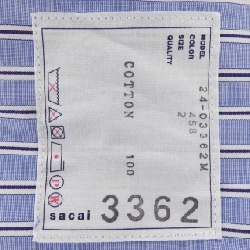 MODEL 24-03362M
COLOR 458
SIZE 2
QUALITY
COTTON 100
sacai 3362